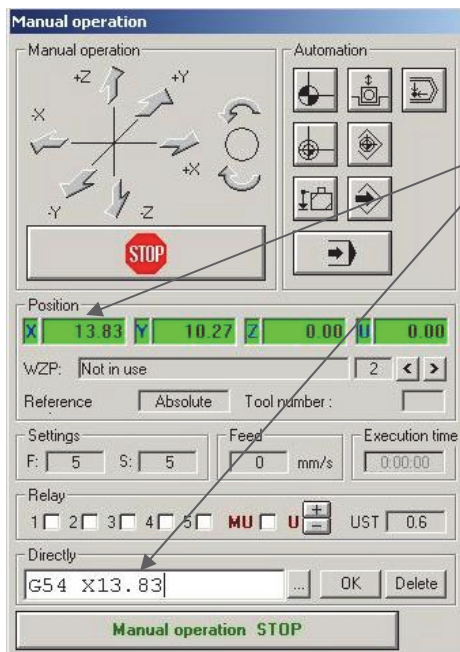 Manual operation
Manual operation
Automation
+Z
+Y
-X
+X
-Y
-Z
STOP
Position
X 13.83 Y 10.27 Z 0.00 U 0.00
WZP: Not in use 2 < >
Reference Absolute Tool number :
Settings Feed Execution time
F: 5 S: 5 0 mm/s 0:00:00
Relay
1 2 3 4 5 MU U + - UST 0.6
Directly
G54 X13.83 ... OK Delete
Manual operation STOP